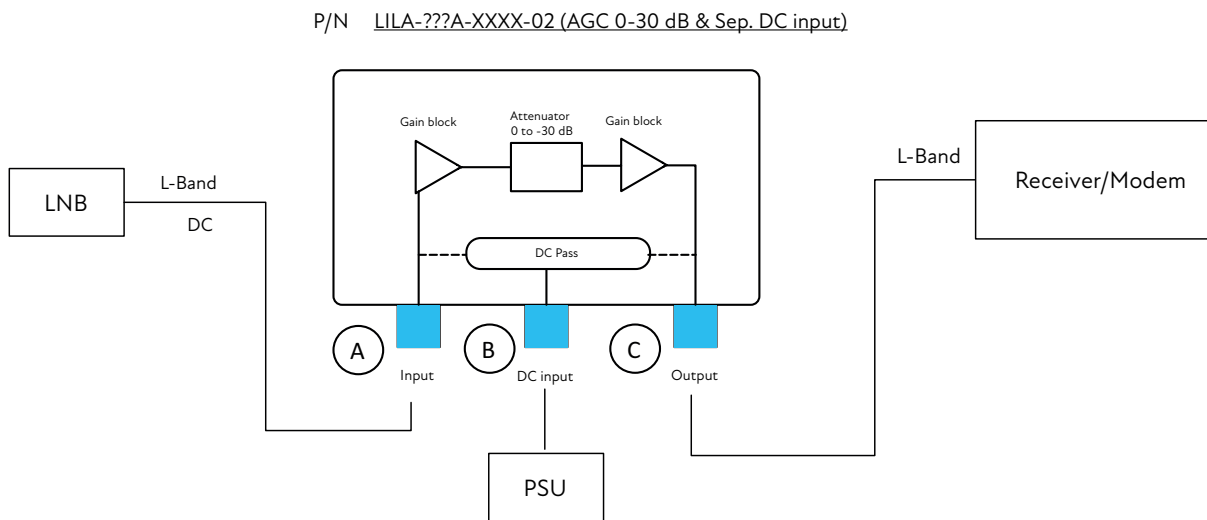 P/N LILA-???A-XXXX-02 (AGC 0-30 dB & Sep. DC input)
Gain block
Attenuator
0 to -30 dB
Gain block
LNB
L-Band
DC
L-Band
Receiver/Modem
DC Pass
A
B
C
Input
DC input
Output
PSU